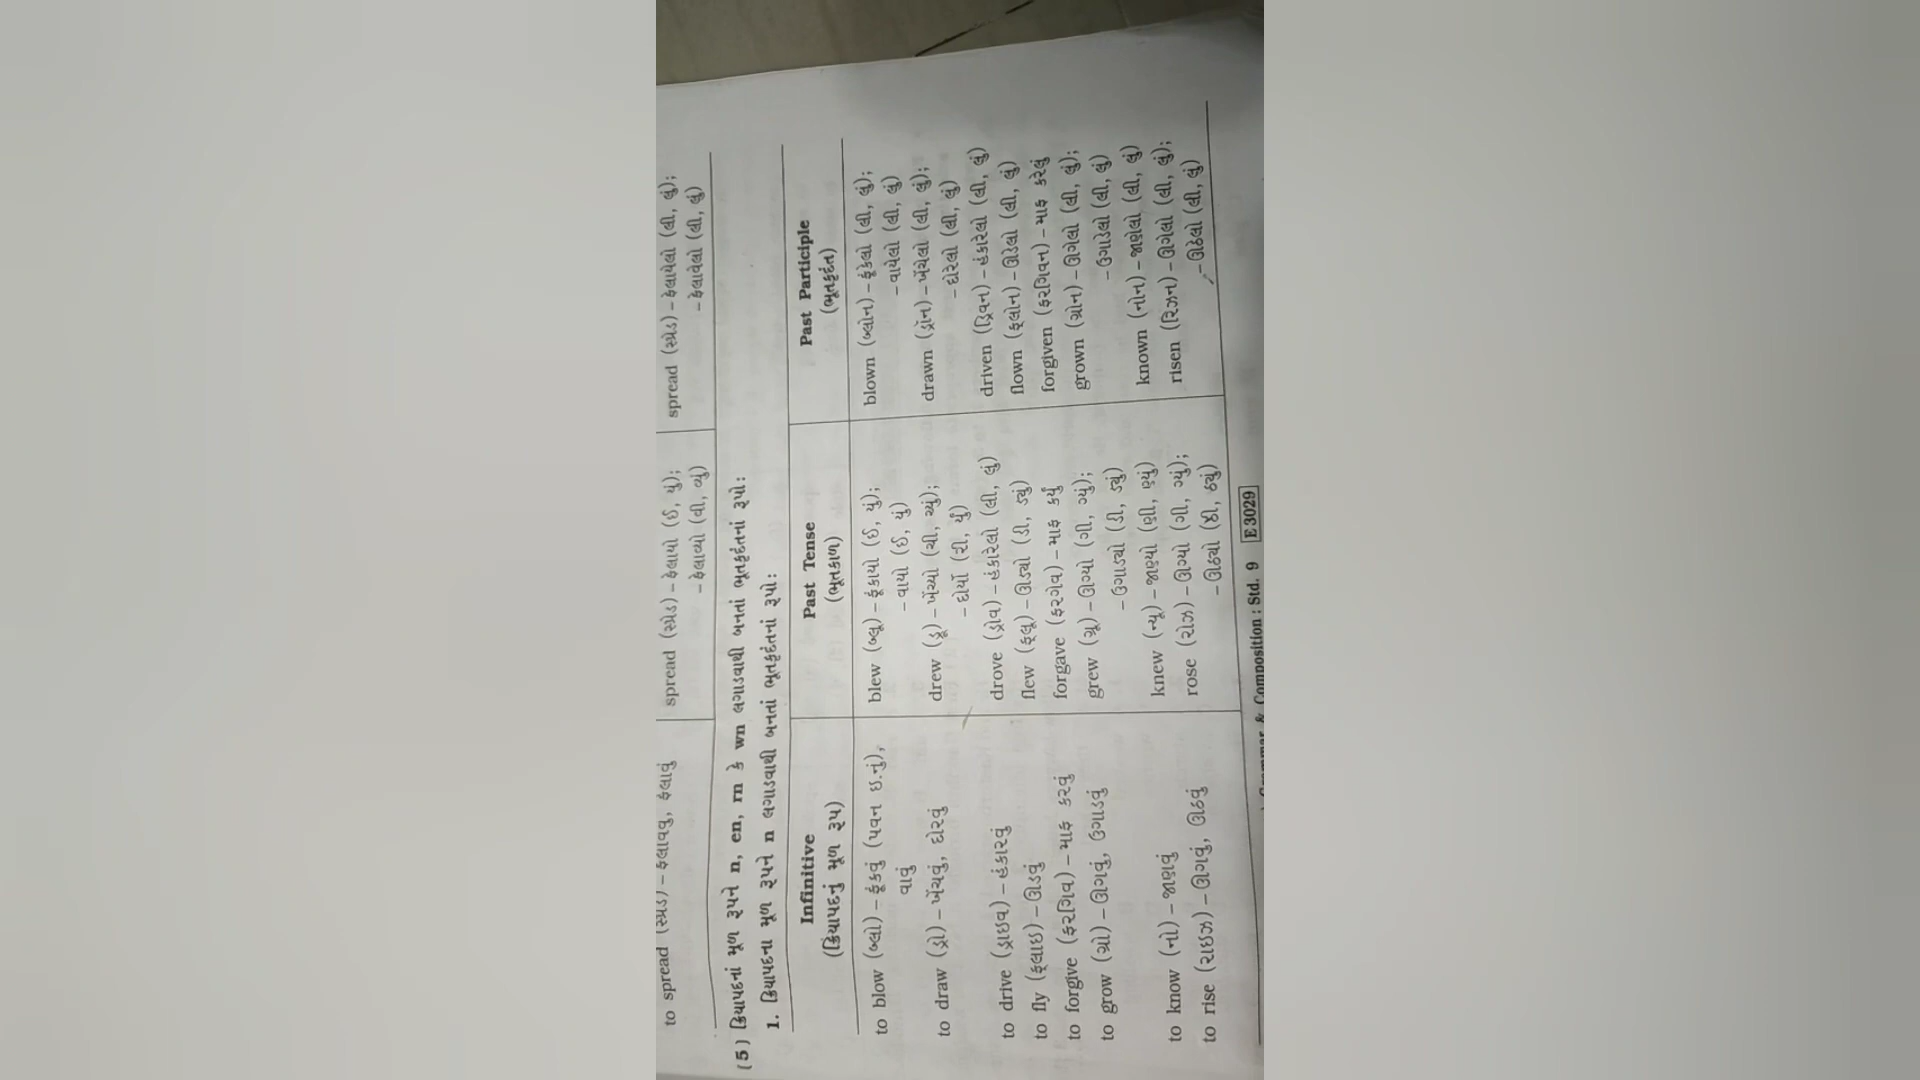 to spread (સ્પ્રેડ) – ફેલાવવું, ફેલાવું | spread (સ્પ્રેડ) – ફેલાયો (ઈ, યું); | spread (સ્પ્રેડ) – ફેલાયેલો (લી, લું);
– ફેલાવ્યો (વી, વ્યું) | – ફેલાવેલો (લી, લું)
(5) ક્રિયાપદનાં મૂળ રૂપને n, en, rn કે wn લગાડવાથી બનતાં ભૂતકૃદંતનાં રૂપો:
1. ક્રિયાપદના મૂળ રૂપને n લગાડવાથી બનતાં ભૂતકૃદંતનાં રૂપો:
Infinitive | Past Tense | Past Participle
(ક્રિયાપદનું મૂળ રૂપ) | (ભૂતકાળ) | (ભૂતકૃદંત)
to blow (બ્લો) – ફૂંકવું (પવન ઇ.નું), | blew (બ્લૂ) – ફૂંકાયો (ઈ, યું); | blown (બ્લોન) – ફૂંકેલો (લી, લું);
વાવું | – વાયો (ઈ, યું) | – વાયેલો (લી, લું)
to draw (ડ્રો) – ખેંચવું, દોરવું | drew (ડ્રૂ) – ખેંચ્યો (ચી, ચ્યું); | drawn (ડ્રૉન) – ખેંચેલો (લી, લું);
– દોર્યો (રી, ર્યું) | – દોરેલો (લી, લું)
to drive (ડ્રાઇવ) – હંકારવું | drove (ડ્રોવ) – હંકારેલો (લી, લું) | driven (ડ્રિવન) – હંકારેલો (લી, લું)
to fly (ફ્લાઇ) – ઊડવું | flew (ફ્લૂ) – ઊડ્યો (ડી, ડ્યું) | flown (ફ્લોન) – ઊડેલો (લી, લું)
to forgive (ફરગિવ) – માફ કરવું | forgave (ફરગેવ) – માફ કર્યું | forgiven (ફરગિવન) – માફ કરેલું
to grow (ગ્રો) – ઊગવું, ઉગાડવું | grew (ગ્રૂ) – ઊગ્યો (ગી, ગ્યું); | grown (ગ્રોન) – ઊગેલો (લી, લું);
– ઉગાડ્યો (ડી, ડ્યું) | – ઉગાડેલો (લી, લું)
to know (નો) – જાણવું | knew (ન્યૂ) – જાણ્યો (ણી, ણ્યું) | known (નોન) – જાણેલો (લી, લું)
to rise (રાઇઝ) – ઊગવું, ઊઠવું | rose (રોઝ) – ઊગ્યો (ગી, ગ્યું); | risen (રિઝન) – ઊગેલો (લી, લું);
– ઊઠ્યો (ઠી, ઠ્યું) | – ઊઠેલો (લી, લું)
Grammar & Composition : Std. 9 E 3029